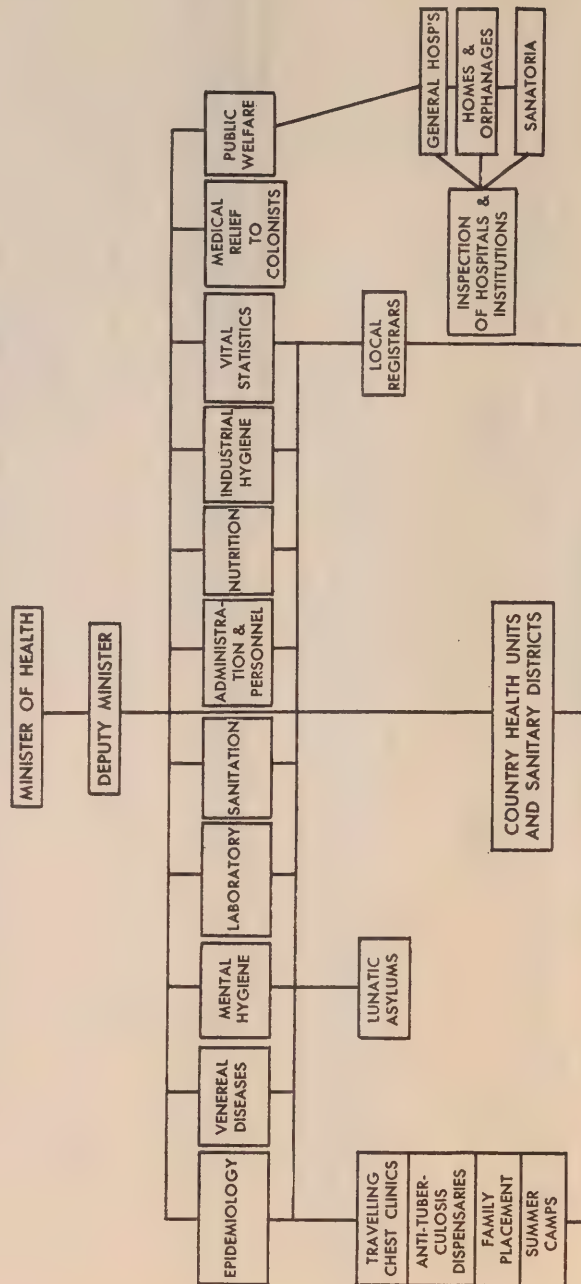 MINISTER OF HEALTH
DEPUTY MINISTER
EPIDEMIOLOGY
VENEREAL
DISEASES
MENTAL
HYGIENE
LABORATORY
SANITATION
ADMINISTRA-
TION &
PERSONNEL
NUTRITION
INDUSTRIAL
HYGIENE
VITAL
STATISTICS
MEDICAL
RELIEF
TO
COLONISTS
PUBLIC
WELFARE
TRAVELLING
CHEST CLINICS
ANTI-TUBER-
CULOSIS
DISPENSARIES
FAMILY
PLACEMENT
SUMMER
CAMPS
LUNATIC
ASYLUMS
LOCAL
REGISTRARS
GENERAL HOSP'S
HOMES &
ORPHANAGES
SANATORIA
INSPECTION
OF HOSPITALS &
INSTITUTIONS
COUNTRY HEALTH UNITS
AND SANITARY DISTRICTS